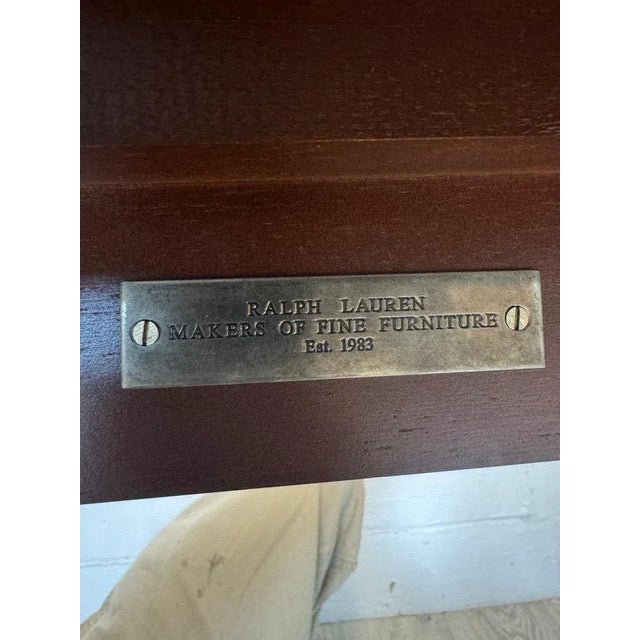 RALPH LAUREN
MAKERS OF FINE FURNITURE
Est. 1983